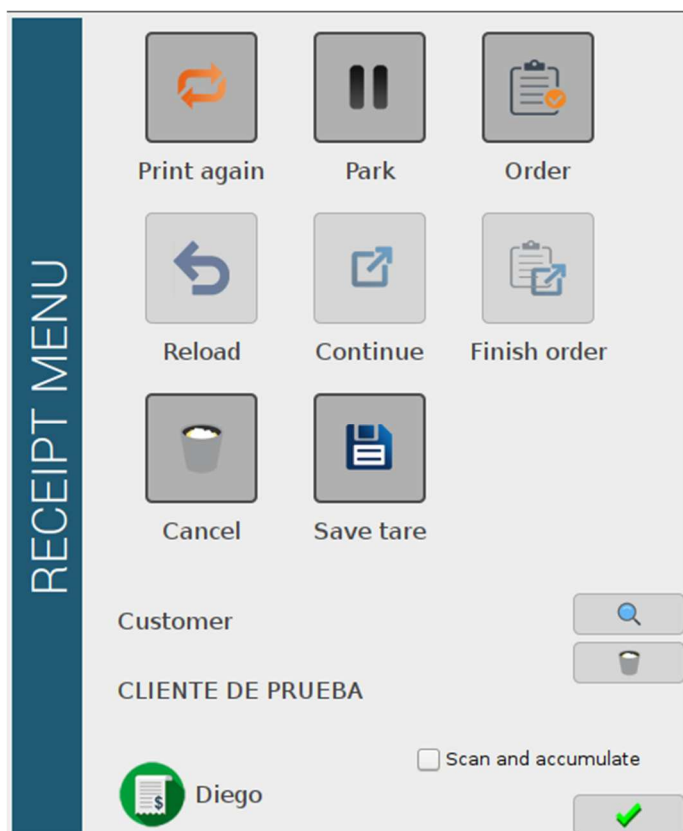 RECEIPT MENU
Print again
Park
Order
Reload
Continue
Finish order
Cancel
Save tare
Customer
CLIENTE DE PRUEBA
Scan and accumulate
$
Diego